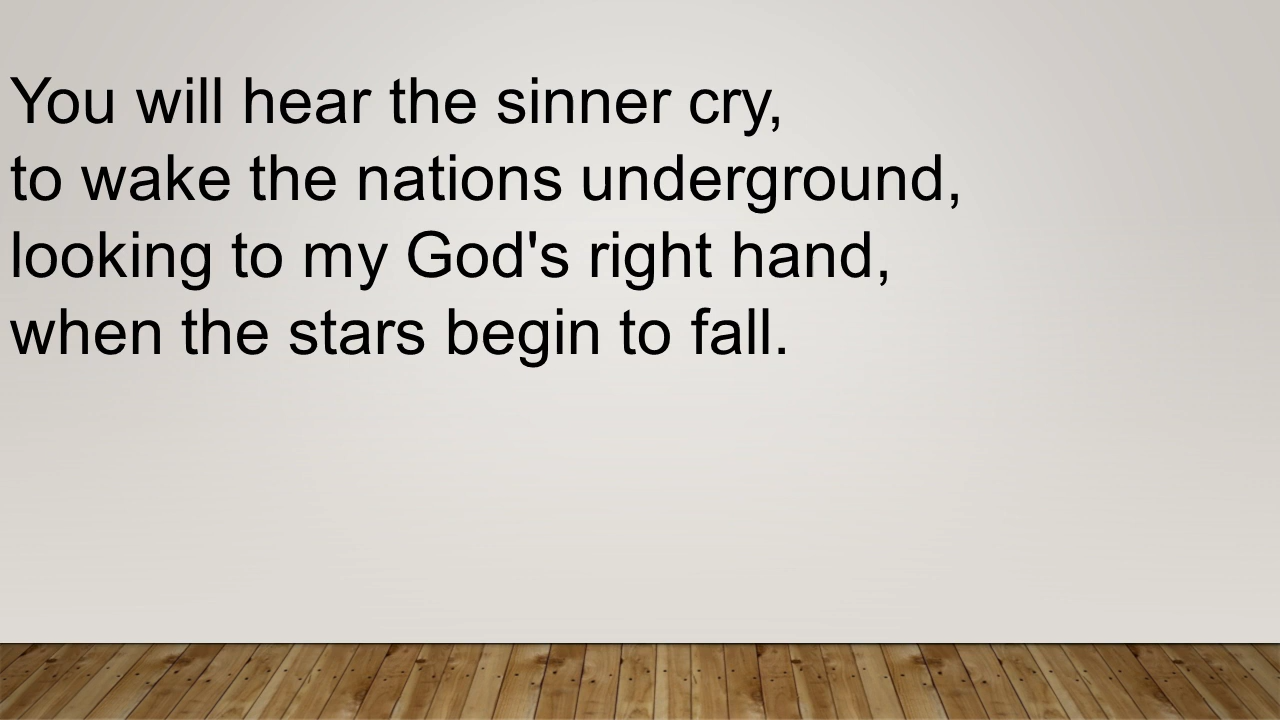 You will hear the sinner cry,
to wake the nations underground,
looking to my God's right hand,
when the stars begin to fall.